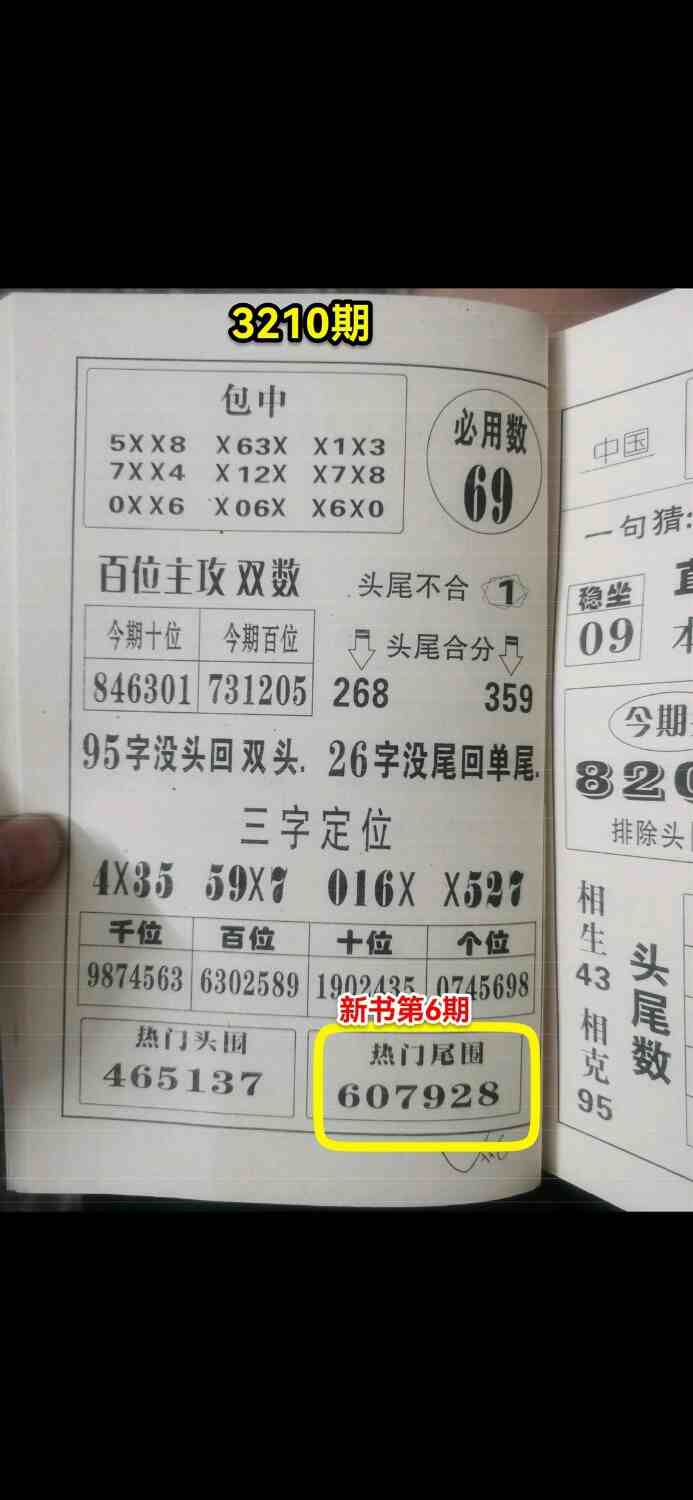 3210期
包中
5XX8 X63X X1X3
7XX4 X12X X7X8
0XX6 X06X X6X0
必用数
69
百位主攻双数
头尾不合 1
今期十位 今期百位
846301 731205
头尾合分
268 359
95字没头回双头. 26字没尾回单尾.
三字定位
4X35 59X7 016X X527
千位 百位 十位 个位
9874563 6302589 1902435 0745698
新书第6期
热门头围
465137
热门尾围
607928
中国
一句猜:
稳坐
09
今期
820
排除头
相生43相克95
头尾数